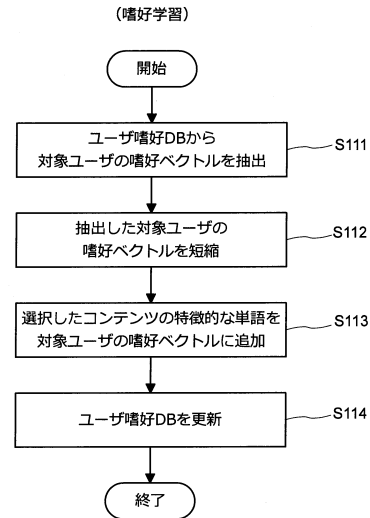 （嗜好学習）
開始
ユーザ嗜好DBから
対象ユーザの嗜好ベクトルを抽出
S111
抽出した対象ユーザの
嗜好ベクトルを短縮
S112
選択したコンテンツの特徴的な単語を
対象ユーザの嗜好ベクトルに追加
S113
ユーザ嗜好DBを更新
S114
終了